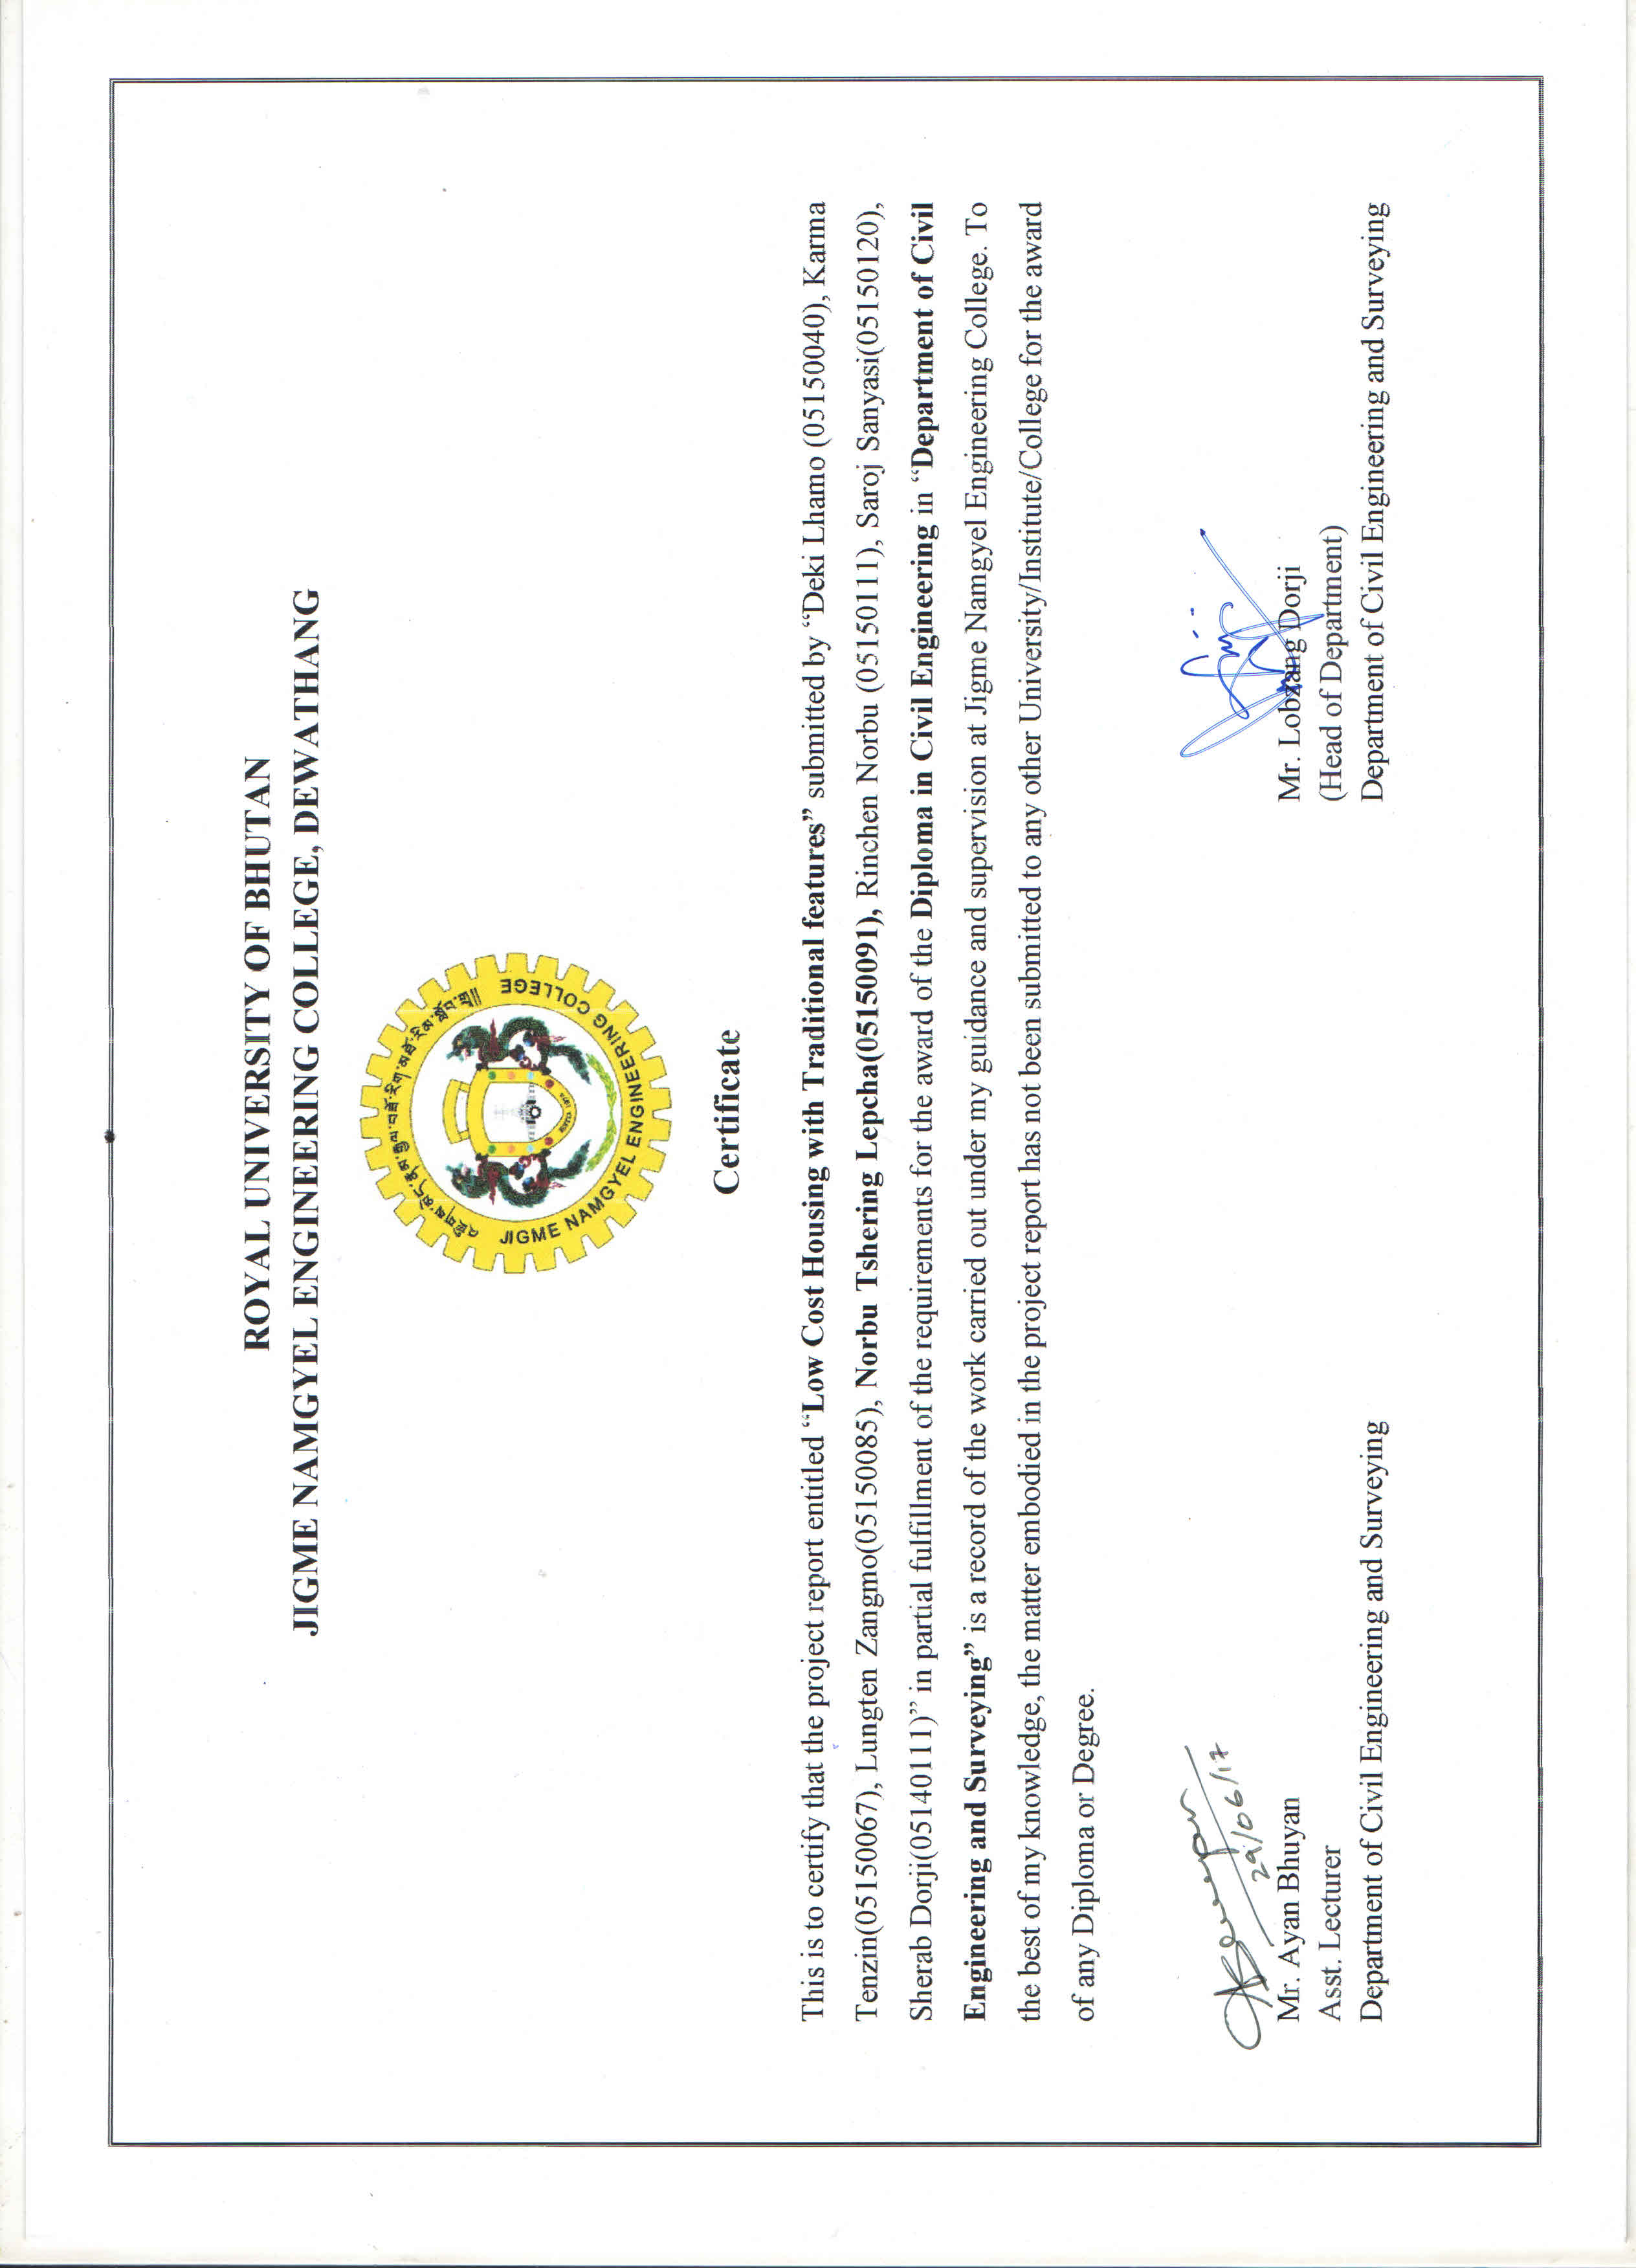 ROYAL UNIVERSITY OF BHUTAN
JIGME NAMGYEL ENGINEERING COLLEGE, DEWATHANG
འཇིགས་མེད་རྣམ་རྒྱལ་བཟོ་རིག་མཐོ་རིམ་སློབ་གྲྭ།
JIGME NAMGYEL ENGINEERING COLLEGE
Certificate
This is to certify that the project report entitled “Low Cost Housing with Traditional features” submitted by “Deki Lhamo (05150040), Karma
Tenzin(05150067), Lungten Zangmo(05150085), Norbu Tshering Lepcha(05150091), Rinchen Norbu (05150111), Saroj Sanyasi(05150120),
Sherab Dorji(05140111)” in partial fulfillment of the requirements for the award of the Diploma in Civil Engineering in “Department of Civil
Engineering and Surveying” is a record of the work carried out under my guidance and supervision at Jigme Namgyel Engineering College. To
the best of my knowledge, the matter embodied in the project report has not been submitted to any other University/Institute/College for the award
of any Diploma or Degree.
29/06/17
Mr. Ayan Bhuyan
Asst. Lecturer
Department of Civil Engineering and Surveying
Mr. Lobzang Dorji
(Head of Department)
Department of Civil Engineering and Surveying